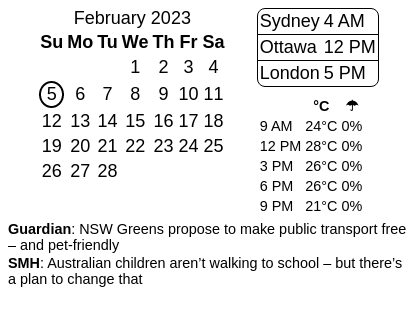 February 2023
Su Mo Tu We Th Fr Sa
1 2 3 4
5 6 7 8 9 10 11
12 13 14 15 16 17 18
19 20 21 22 23 24 25
26 27 28
Sydney 4 AM
Ottawa 12 PM
London 5 PM
°C ☂
9 AM 24°C 0%
12 PM 28°C 0%
3 PM 26°C 0%
6 PM 26°C 0%
9 PM 21°C 0%
Guardian: NSW Greens propose to make public transport free
– and pet-friendly
SMH: Australian children aren’t walking to school – but there’s
a plan to change that